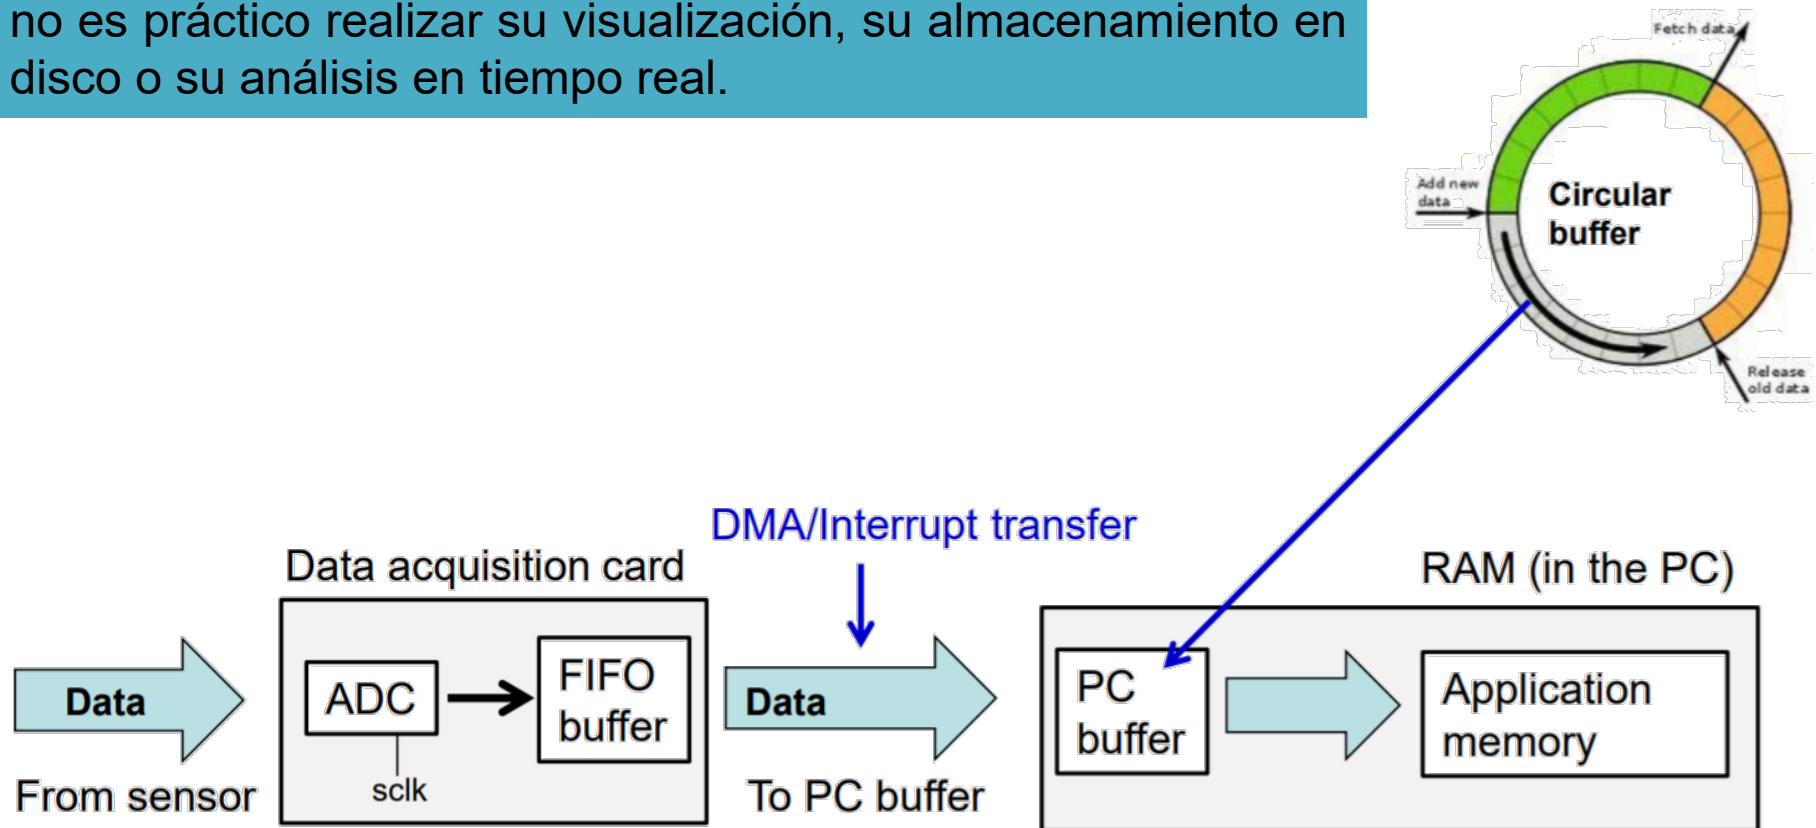 no es práctico realizar su visualización, su almacenamiento en
disco o su análisis en tiempo real.
Fetch data
Add new
data
Circular
buffer
Release
old data
DMA/Interrupt transfer
Data acquisition card
RAM (in the PC)
Data
ADC
FIFO
buffer
Data
PC
buffer
Application
memory
From sensor
sclk
To PC buffer